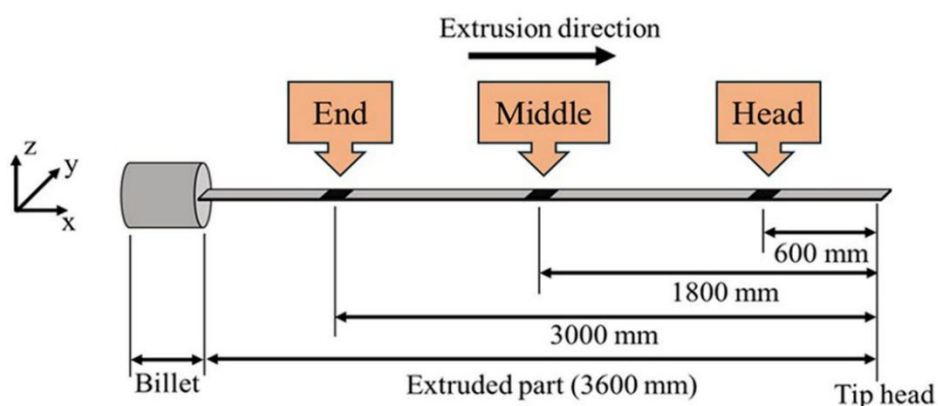 Extrusion direction
End
Middle
Head
z
y
x
600 mm
1800 mm
3000 mm
Billet
Extruded part (3600 mm)
Tip head